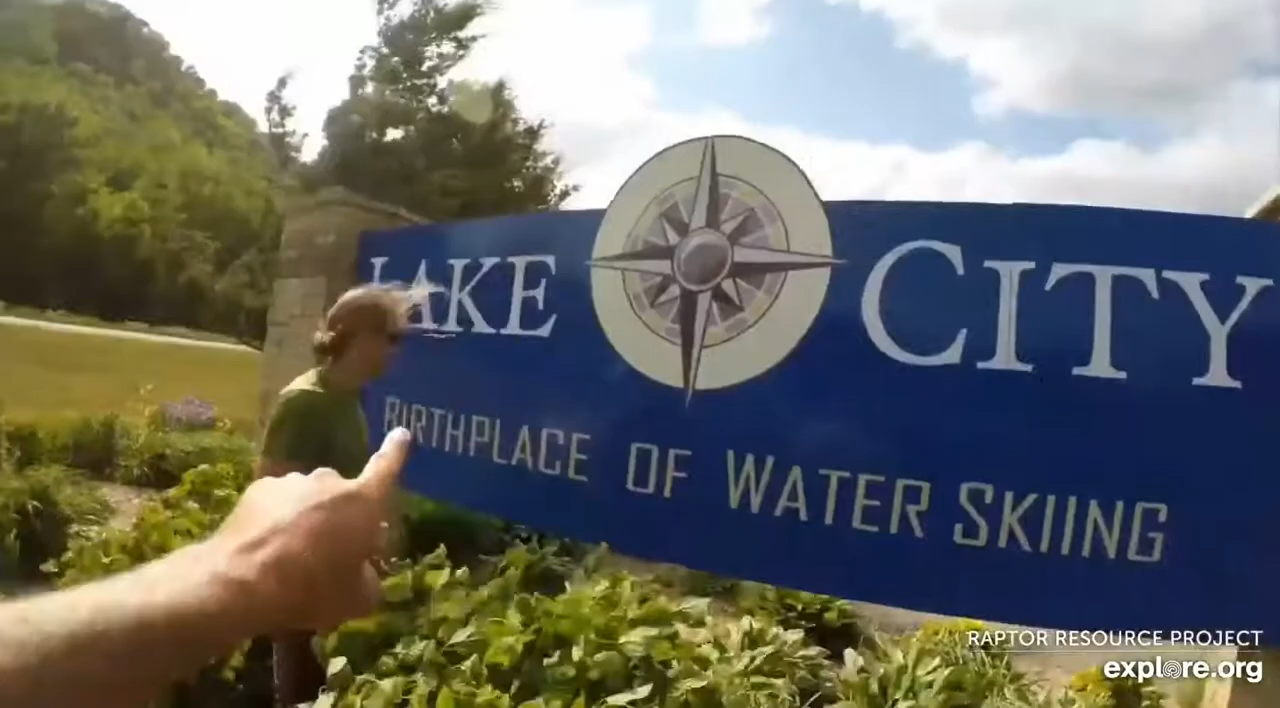 LAKE CITY
BIRTHPLACE OF WATER SKIING
RAPTOR RESOURCE PROJECT
explore.org